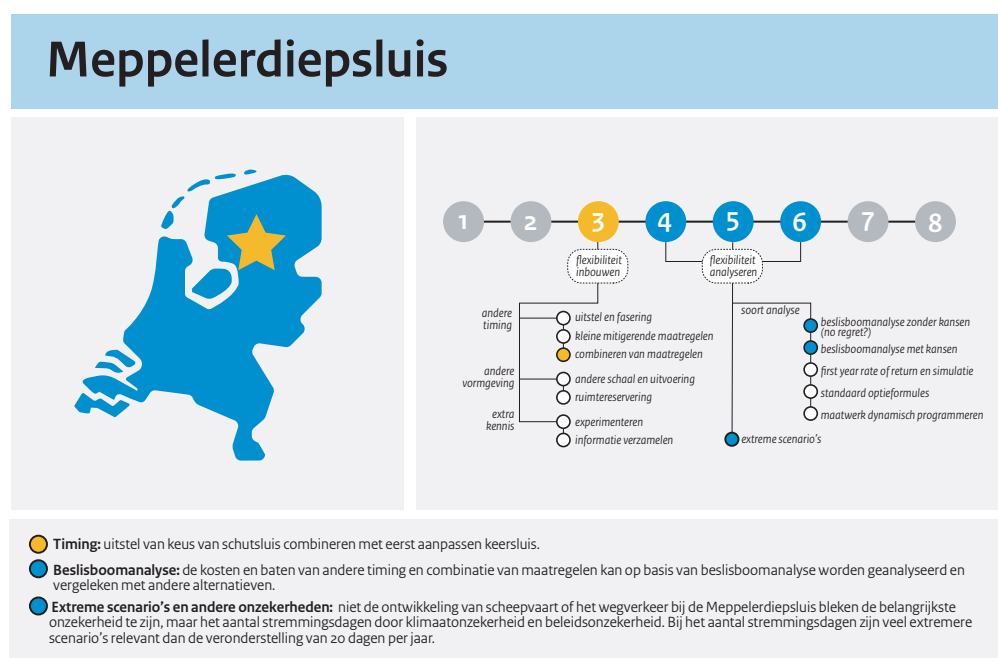 Meppelerdiepsluis
1 2 3 4 5 6 7 8
flexibiliteit
inbouwen
flexibiliteit
analyseren
andere
timing
uitstel en fasering
kleine mitigerende maatregelen
combineren van maatregelen
andere
vormgeving
andere schaal en uitvoering
ruimtereservering
extra
kennis
experimenteren
informatie verzamelen
soort analyse
beslisboomanalyse zonder kansen
(no regret?)
beslisboomanalyse met kansen
first year rate of return en simulatie
standaard optieformules
maatwerk dynamisch programmeren
extreme scenario's
Timing: uitstel van keus van schutsluis combineren met eerst aanpassen keersluis.
Beslisboomanalyse: de kosten en baten van andere timing en combinatie van maatregelen kan op basis van beslisboomanalyse worden geanalyseerd en
vergeleken met andere alternatieven.
Extreme scenario's en andere onzekerheden: niet de ontwikkeling van scheepvaart of het wegverkeer bij de Meppelerdiepsluis bleken de belangrijkste
onzekerheid te zijn, maar het aantal stremmingsdagen door klimaatonzekerheid en beleidsonzekerheid. Bij het aantal stremmingsdagen zijn veel extremere
scenario's relevant dan de veronderstelling van 20 dagen per jaar.